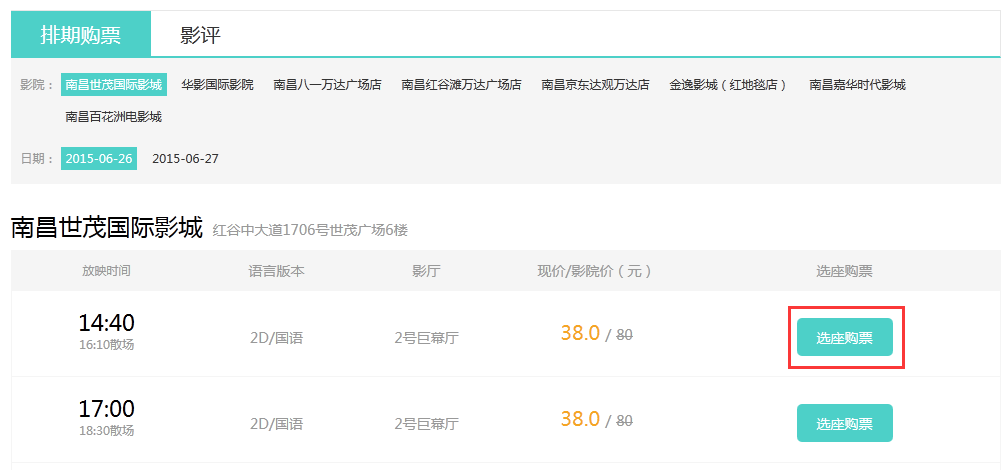 排期购票 影评
影院： 南昌世茂国际影城 华影国际影院 南昌八一万达广场店 南昌红谷滩万达广场店 南昌京东达观万达店 金逸影城（红地毯店） 南昌嘉华时代影城
南昌百花洲电影城
日期： 2015-06-26 2015-06-27
南昌世茂国际影城 红谷中大道1706号世茂广场6楼
放映时间 语言版本 影厅 现价/影院价（元） 选座购票
14:40
16:10散场 2D/国语 2号巨幕厅 38.0 / 80 选座购票
17:00
18:30散场 2D/国语 2号巨幕厅 38.0 / 80 选座购票